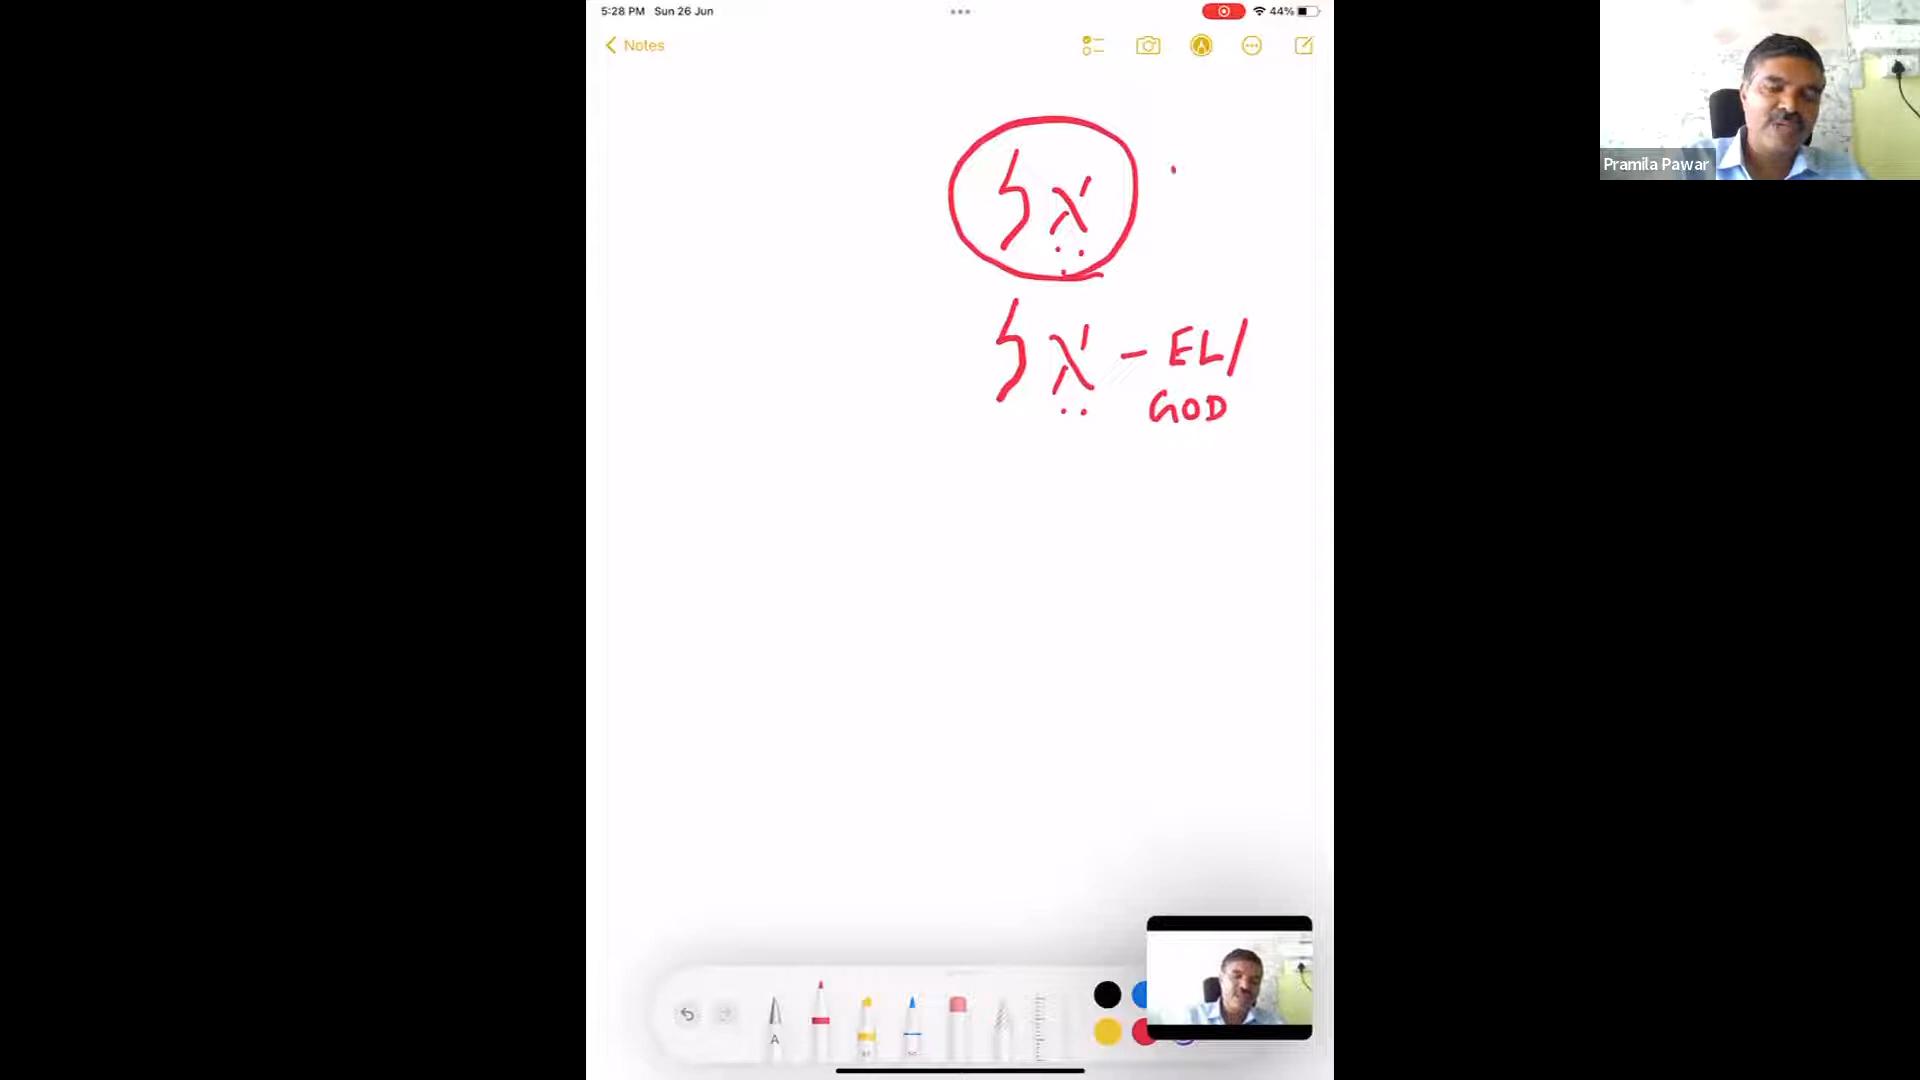 5:28 PM Sun 26 Jun 44%
Notes
Pramila Pawar
אֶל
אֵל – EL/
GOD
A